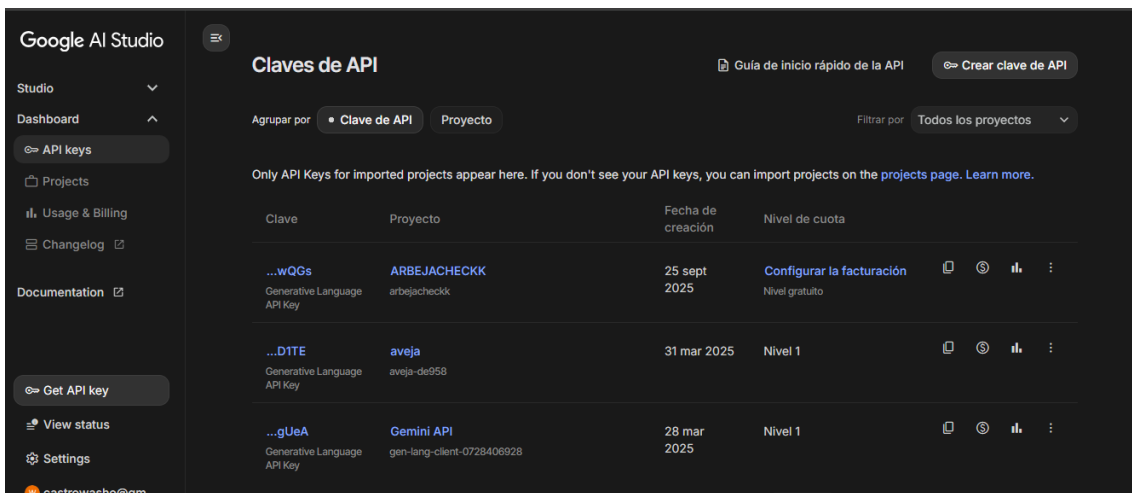 Google AI Studio
Studio
Dashboard
API keys
Projects
Usage & Billing
Changelog
Documentation
Get API key
View status
Settings
Claves de API
Guía de inicio rápido de la API
Crear clave de API
Agrupar por
Clave de API
Proyecto
Filtrar por
Todos los proyectos
Only API Keys for imported projects appear here. If you don't see your API keys, you can import projects on the projects page. Learn more.
Clave
Proyecto
Fecha de
creación
Nivel de cuota
...wQGs
Generative Language
API Key
ARBEJACHECKK
arbejacheckk
25 sept
2025
Configurar la facturación
Nivel gratuito
...D1TE
Generative Language
API Key
aveja
aveja-de958
31 mar 2025
Nivel 1
...gUeA
Generative Language
API Key
Gemini API
gen-lang-client-0728406928
28 mar
2025
Nivel 1